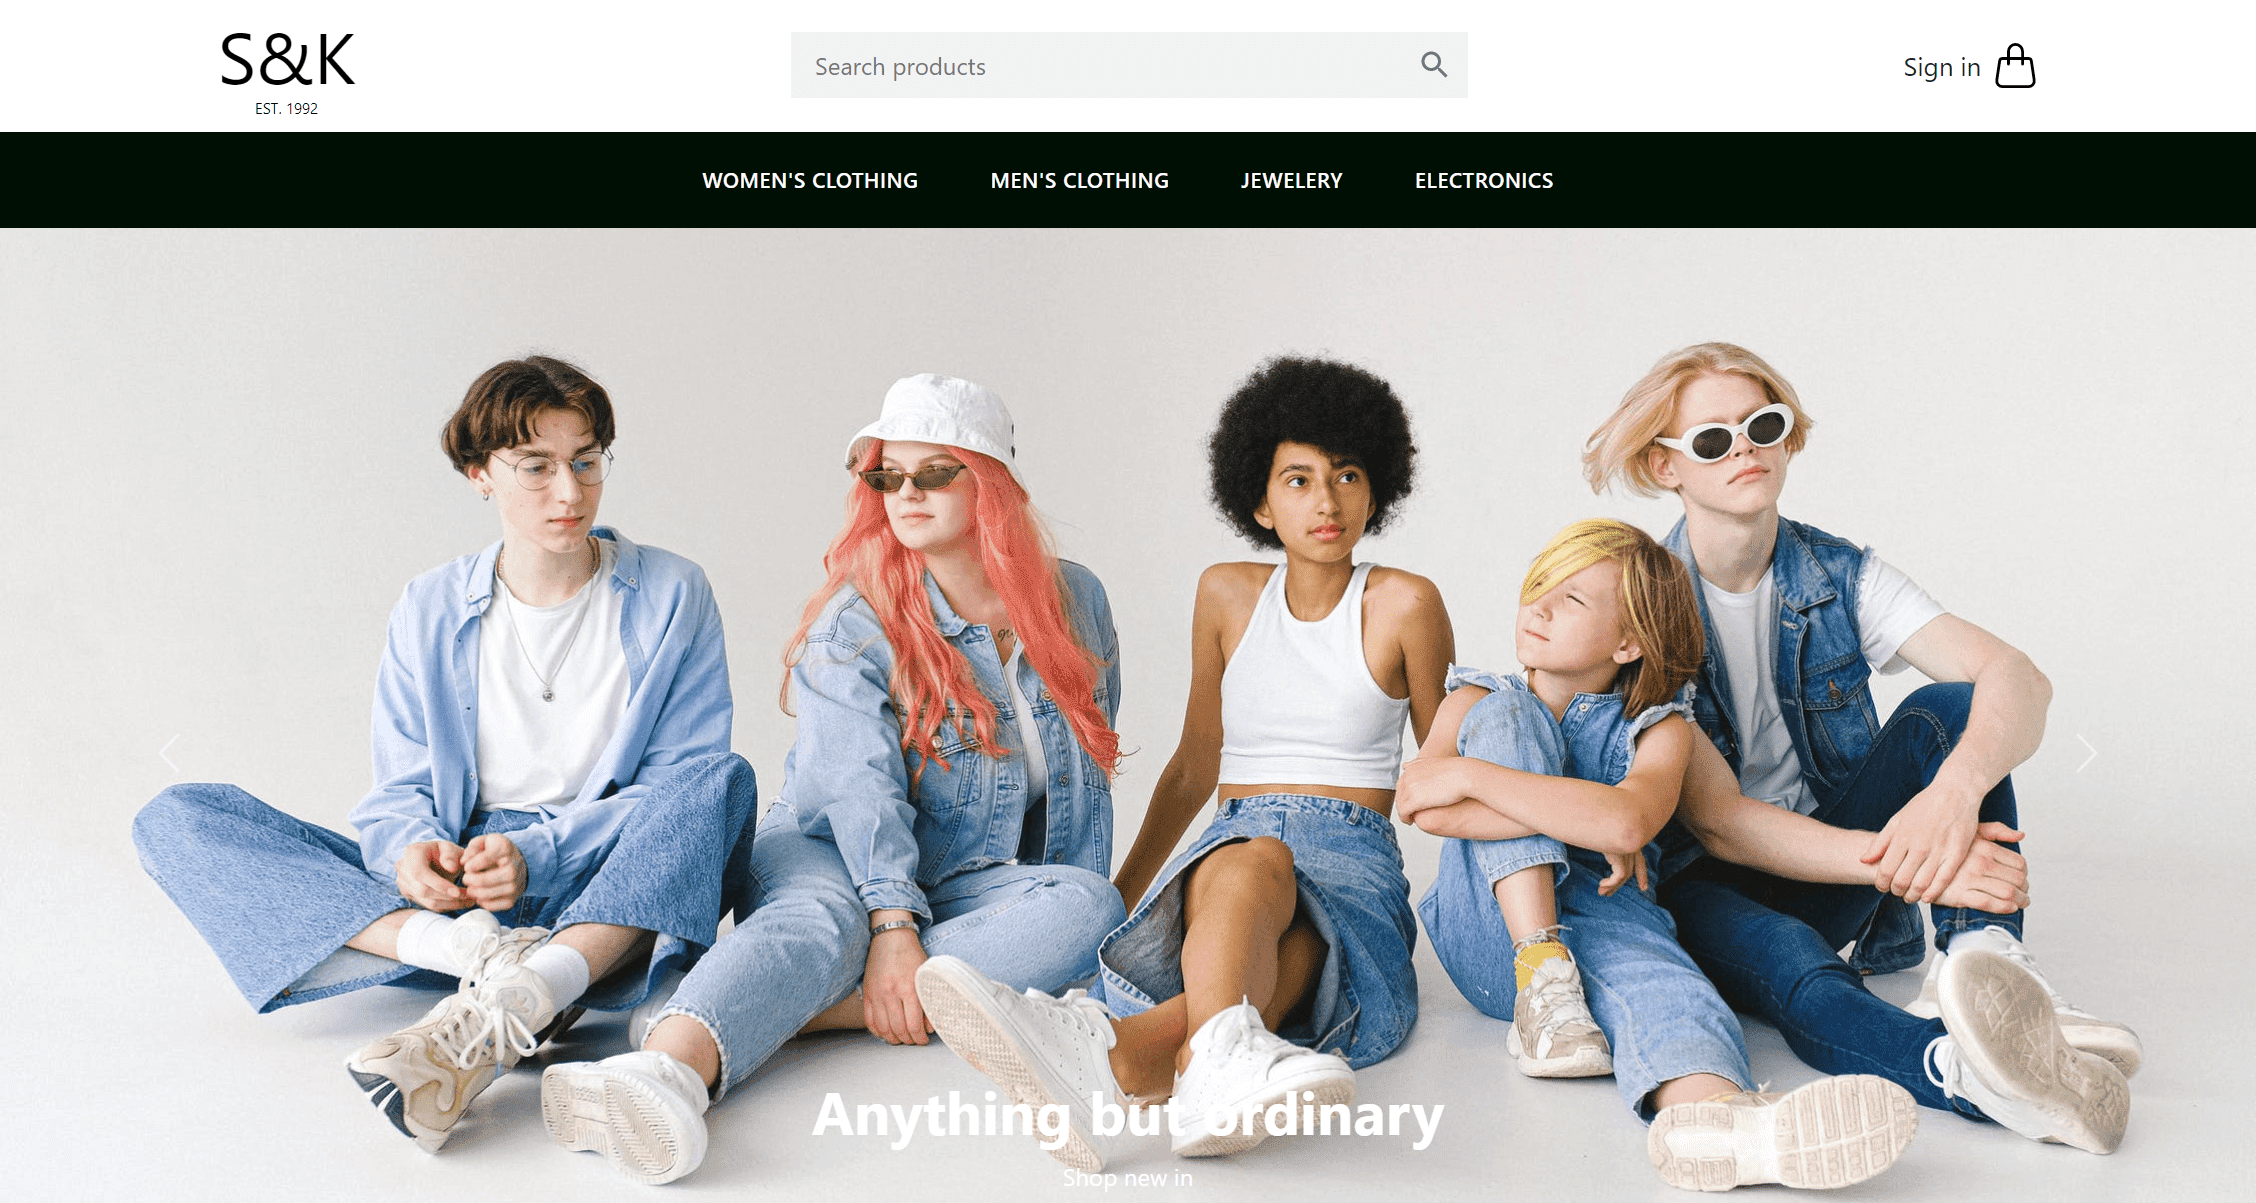 S&K
EST. 1992
Search products
Sign in
WOMEN'S CLOTHING MEN'S CLOTHING JEWELERY ELECTRONICS
Anything but ordinary
Shop new in